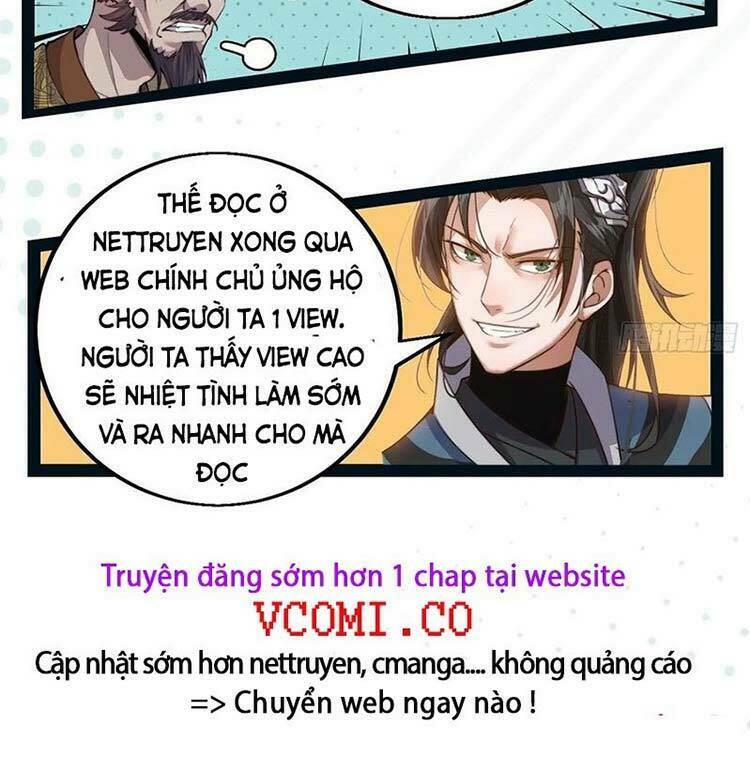 THẾ ĐỌC Ở
NETTRUYEN XONG QUA
WEB CHÍNH CHỦ ỦNG HỘ
CHO NGƯỜI TA 1 VIEW.
NGƯỜI TA THẤY VIEW CAO
SẼ NHIỆT TÌNH LÀM SỚM
VÀ RA NHANH CHO MÀ
ĐỌC
Truyện đăng sớm hơn 1 chap tại website
VCOMI.CO
Cập nhật sớm hơn nettruyen, cmanga.... không quảng cáo
=> Chuyển web ngay nào !